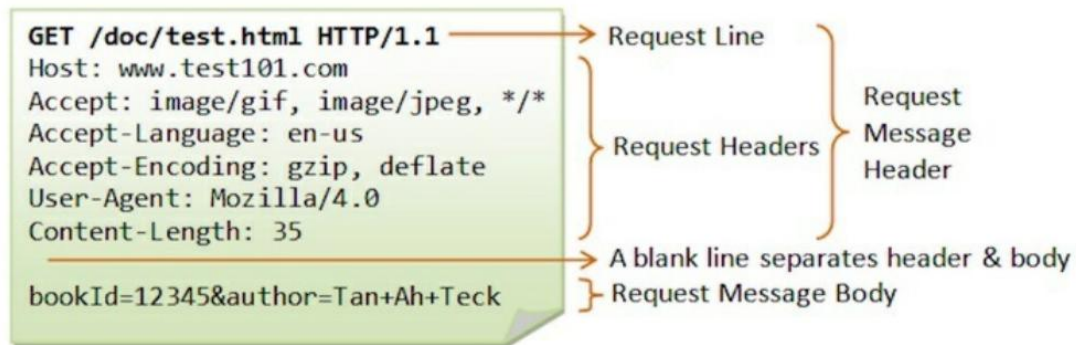 GET /doc/test.html HTTP/1.1
Host: www.test101.com
Accept: image/gif, image/jpeg, */*
Accept-Language: en-us
Accept-Encoding: gzip, deflate
User-Agent: Mozilla/4.0
Content-Length: 35
bookId=12345&author=Tan+Ah+Teck
Request Line
Request Headers
Request
Message
Header
A blank line separates header & body
Request Message Body